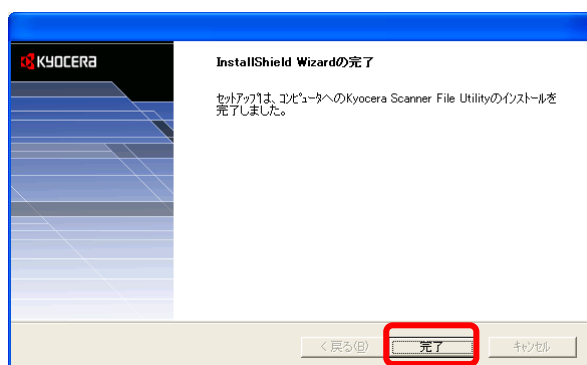 KYOCERA
InstallShield Wizardの完了
セットアップは、コンピュータへのKyocera Scanner File Utilityのインストールを
完了しました。
< 戻る(B)
完了
キャンセル